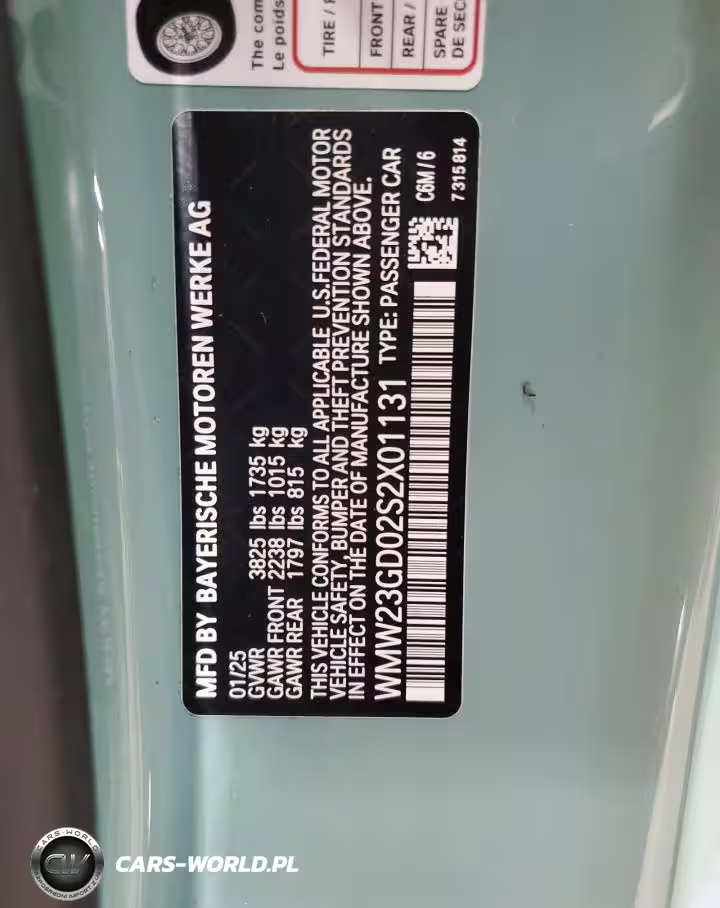 The com
Le poids
TIRE /
FRONT
REAR /
SPARE
DE SEC
MFD BY BAYERISCHE MOTOREN WERKE AG
01/25
GVWR 3825 lbs 1735 kg
GAWR FRONT 2238 lbs 1015 kg
GAWR REAR 1797 lbs 815 kg
THIS VEHICLE CONFORMS TO ALL APPLICABLE U.S.FEDERAL MOTOR
VEHICLE SAFETY, BUMPER AND THEFT PREVENTION STANDARDS
IN EFFECT ON THE DATE OF MANUFACTURE SHOWN ABOVE.
WMW23GD02S2X01131 TYPE: PASSENGER CAR
C6M/6
7315814
CARS-WORLD
CW
CARS-WORLD.PL